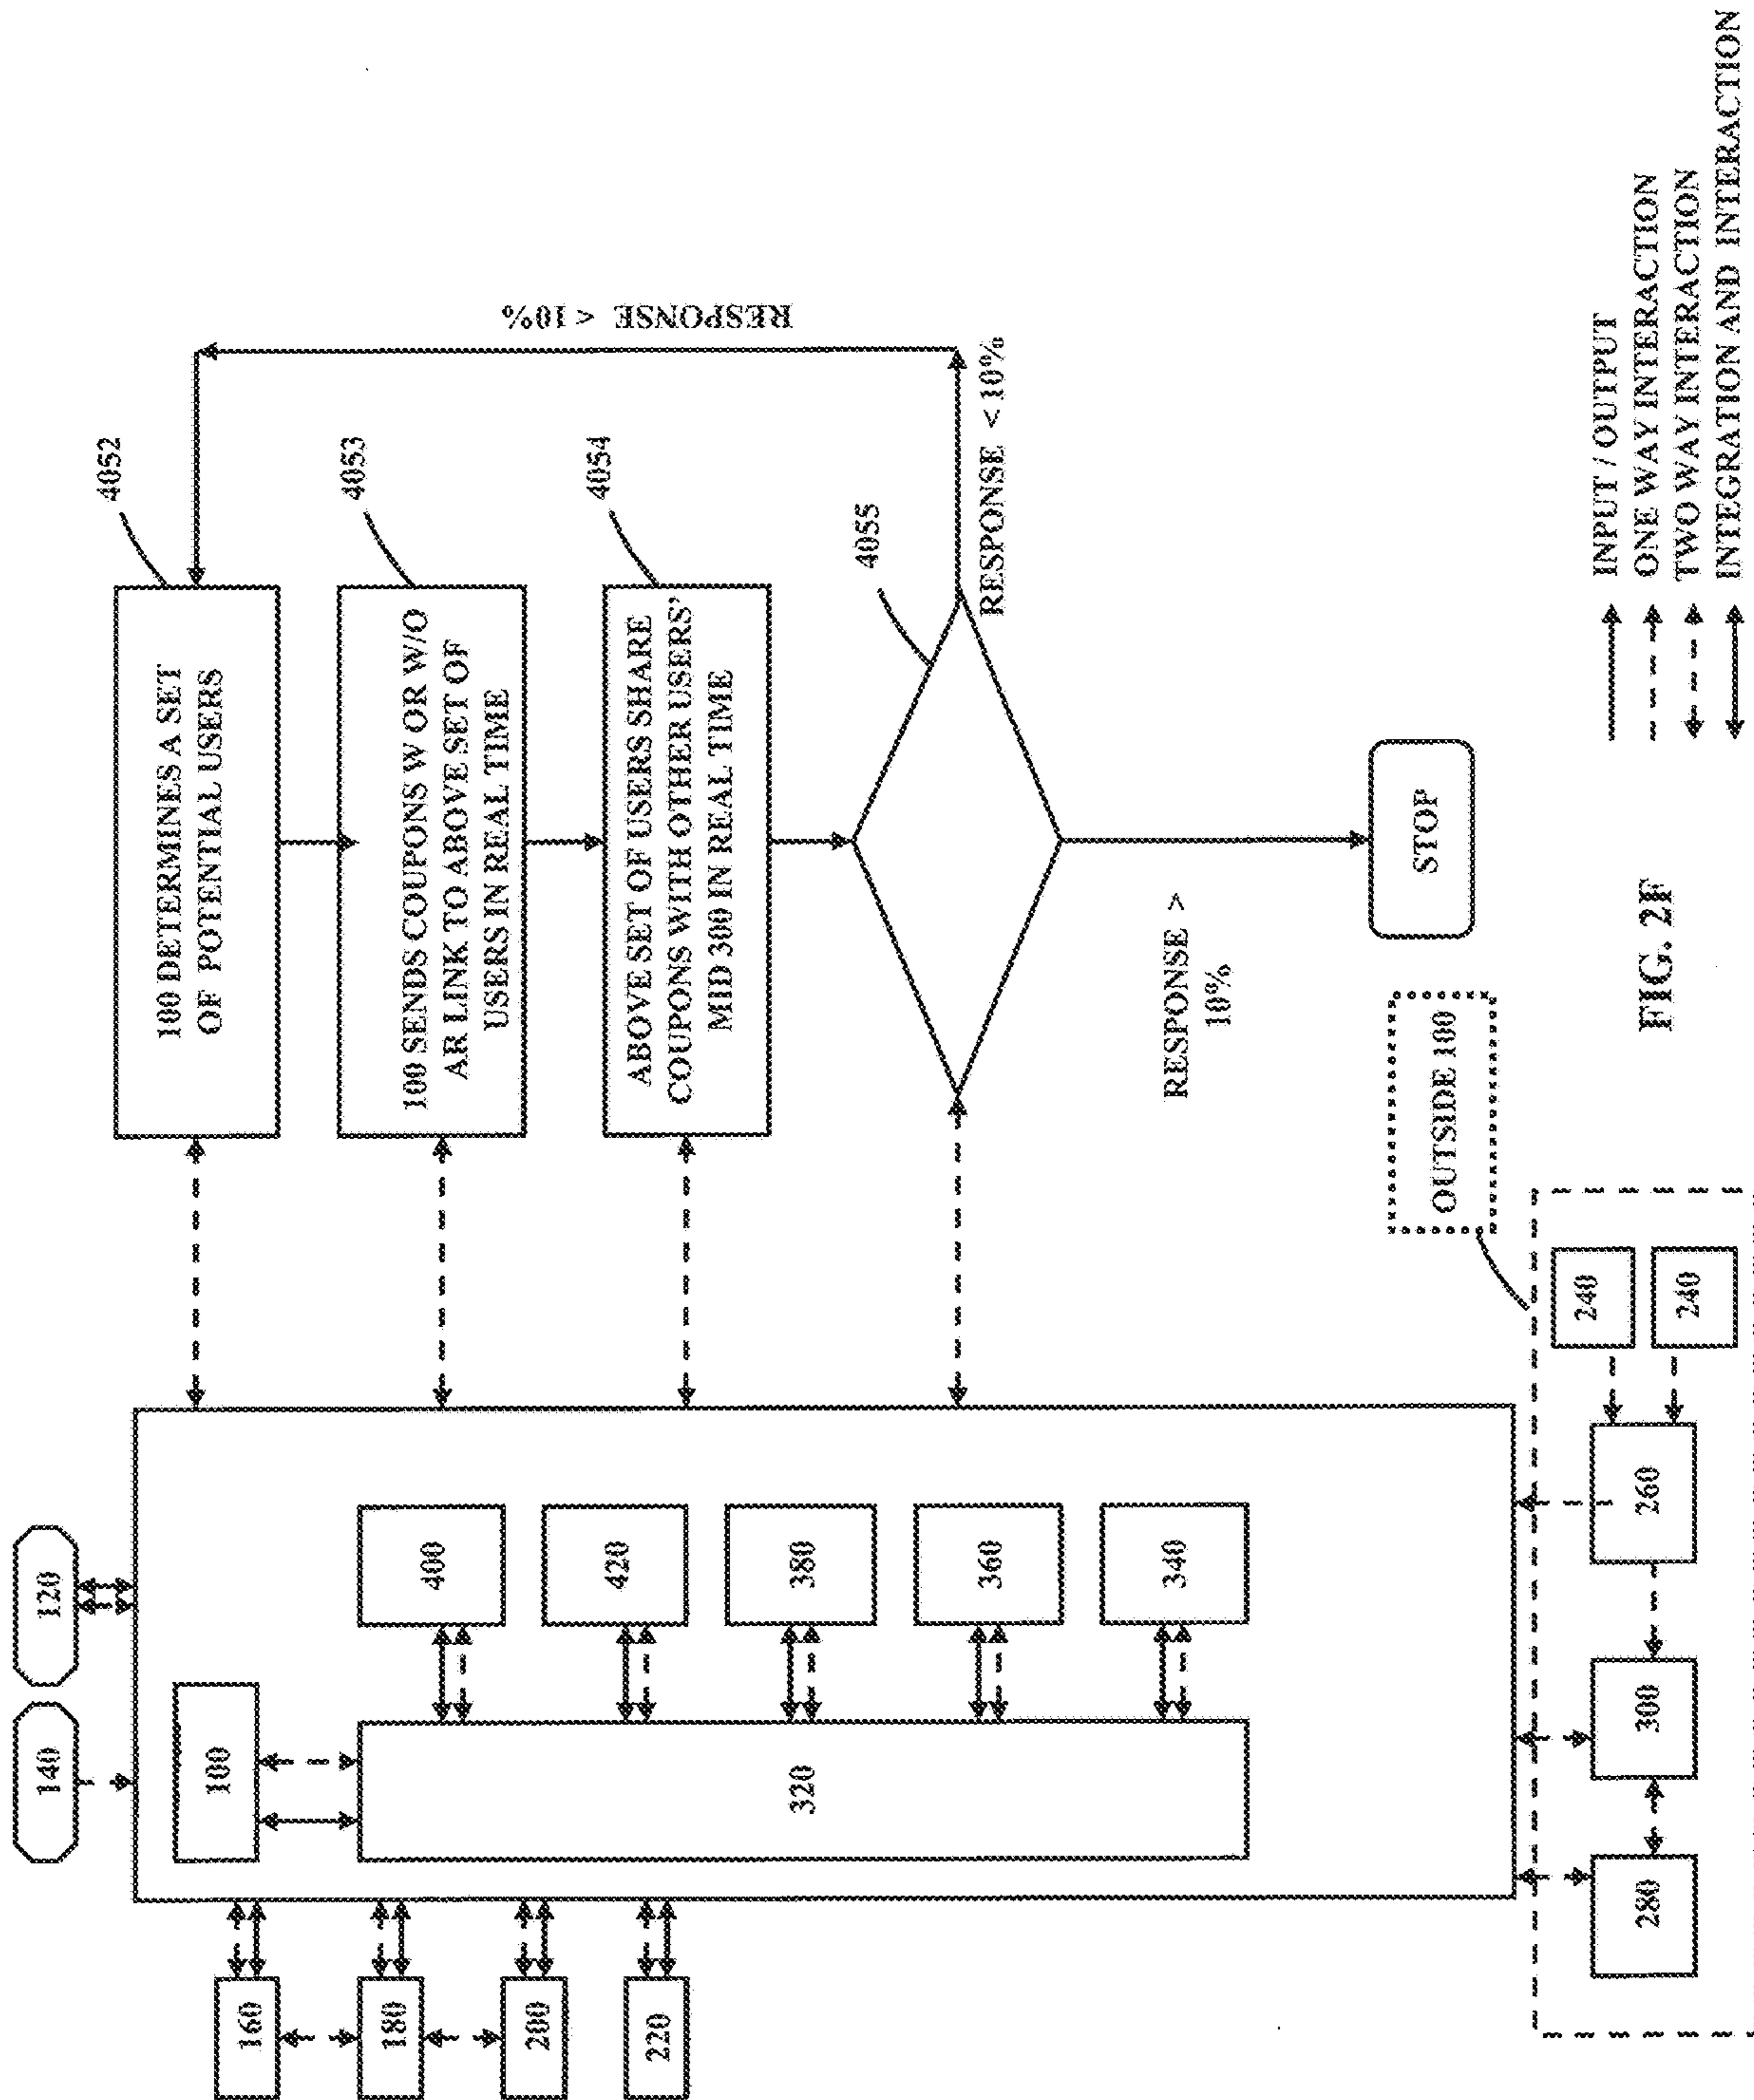 140
120
160
180
200
220
100
320
400
420
380
360
340
100 DETERMINES A SET
OF POTENTIAL USERS
4052
100 SENDS COUPONS W OR W/O
AR LINK TO ABOVE SET OF
USERS IN REAL TIME
4053
ABOVE SET OF USERS SHARE
COUPONS WITH OTHER USERS'
MID 300 IN REAL TIME
4054
4055
RESPONSE <10%
RESPONSE <10%
RESPONSE >
10%
STOP
OUTSIDE 100
280
300
260
240
240
FIG. 2F
INPUT / OUTPUT
ONE WAY INTERACTION
TWO WAY INTERACTION
INTEGRATION AND INTERACTION